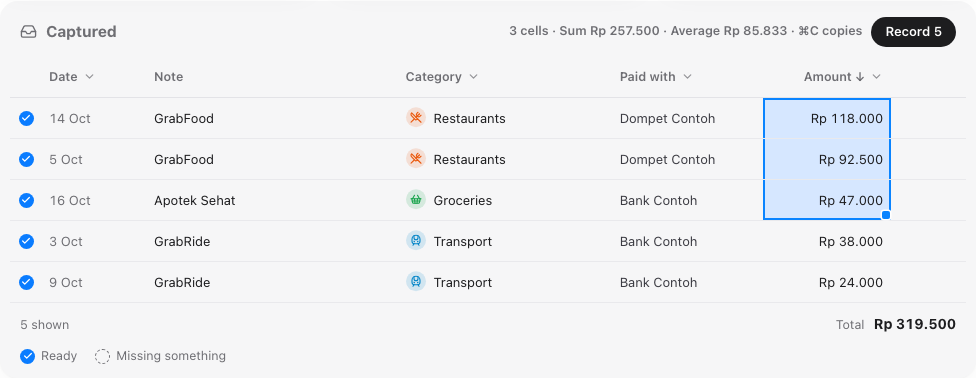 Captured
3 cells · Sum Rp 257.500 · Average Rp 85.833 · ⌘C copies
Record 5
Date Note Category Paid with Amount ↓
14 Oct GrabFood Restaurants Dompet Contoh Rp 118.000
5 Oct GrabFood Restaurants Dompet Contoh Rp 92.500
16 Oct Apotek Sehat Groceries Bank Contoh Rp 47.000
3 Oct GrabRide Transport Bank Contoh Rp 38.000
9 Oct GrabRide Transport Bank Contoh Rp 24.000
5 shown Total Rp 319.500
Ready Missing something